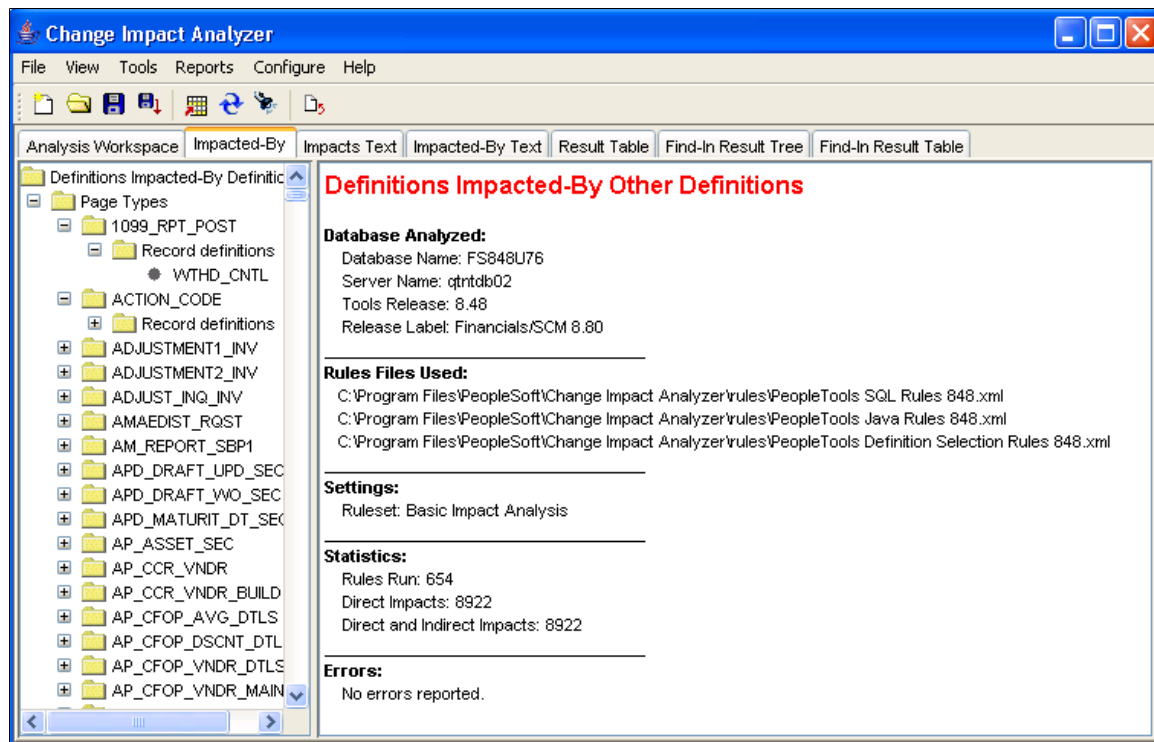 Change Impact Analyzer
File View Tools Reports Configure Help
Analysis Workspace Impacted-By Impacts Text Impacted-By Text Result Table Find-In Result Tree Find-In Result Table
Definitions Impacted-By Definitic
Page Types
1099_RPT_POST
Record definitions
WTHD_CNTL
ACTION_CODE
Record definitions
ADJUSTMENT1_INV
ADJUSTMENT2_INV
ADJUST_INQ_INV
AMAEDIST_RQST
AM_REPORT_SBP1
APD_DRAFT_UPD_SEC
APD_DRAFT_WO_SEC
APD_MATURIT_DT_SEC
AP_ASSET_SEC
AP_CCR_VNDR
AP_CCR_VNDR_BUILD
AP_CFOP_AVG_DTLS
AP_CFOP_DSCNT_DTL
AP_CFOP_VNDR_DTLS
AP_CFOP_VNDR_MAIN
Definitions Impacted-By Other Definitions
Database Analyzed:
Database Name: FS848U76
Server Name: qtntdb02
Tools Release: 8.48
Release Label: Financials/SCM 8.80
Rules Files Used:
C:\Program Files\PeopleSoft\Change Impact Analyzer\rules\PeopleTools SQL Rules 848.xml
C:\Program Files\PeopleSoft\Change Impact Analyzer\rules\PeopleTools Java Rules 848.xml
C:\Program Files\PeopleSoft\Change Impact Analyzer\rules\PeopleTools Definition Selection Rules 848.xml
Settings:
Ruleset: Basic Impact Analysis
Statistics:
Rules Run: 654
Direct Impacts: 8922
Direct and Indirect Impacts: 8922
Errors:
No errors reported.